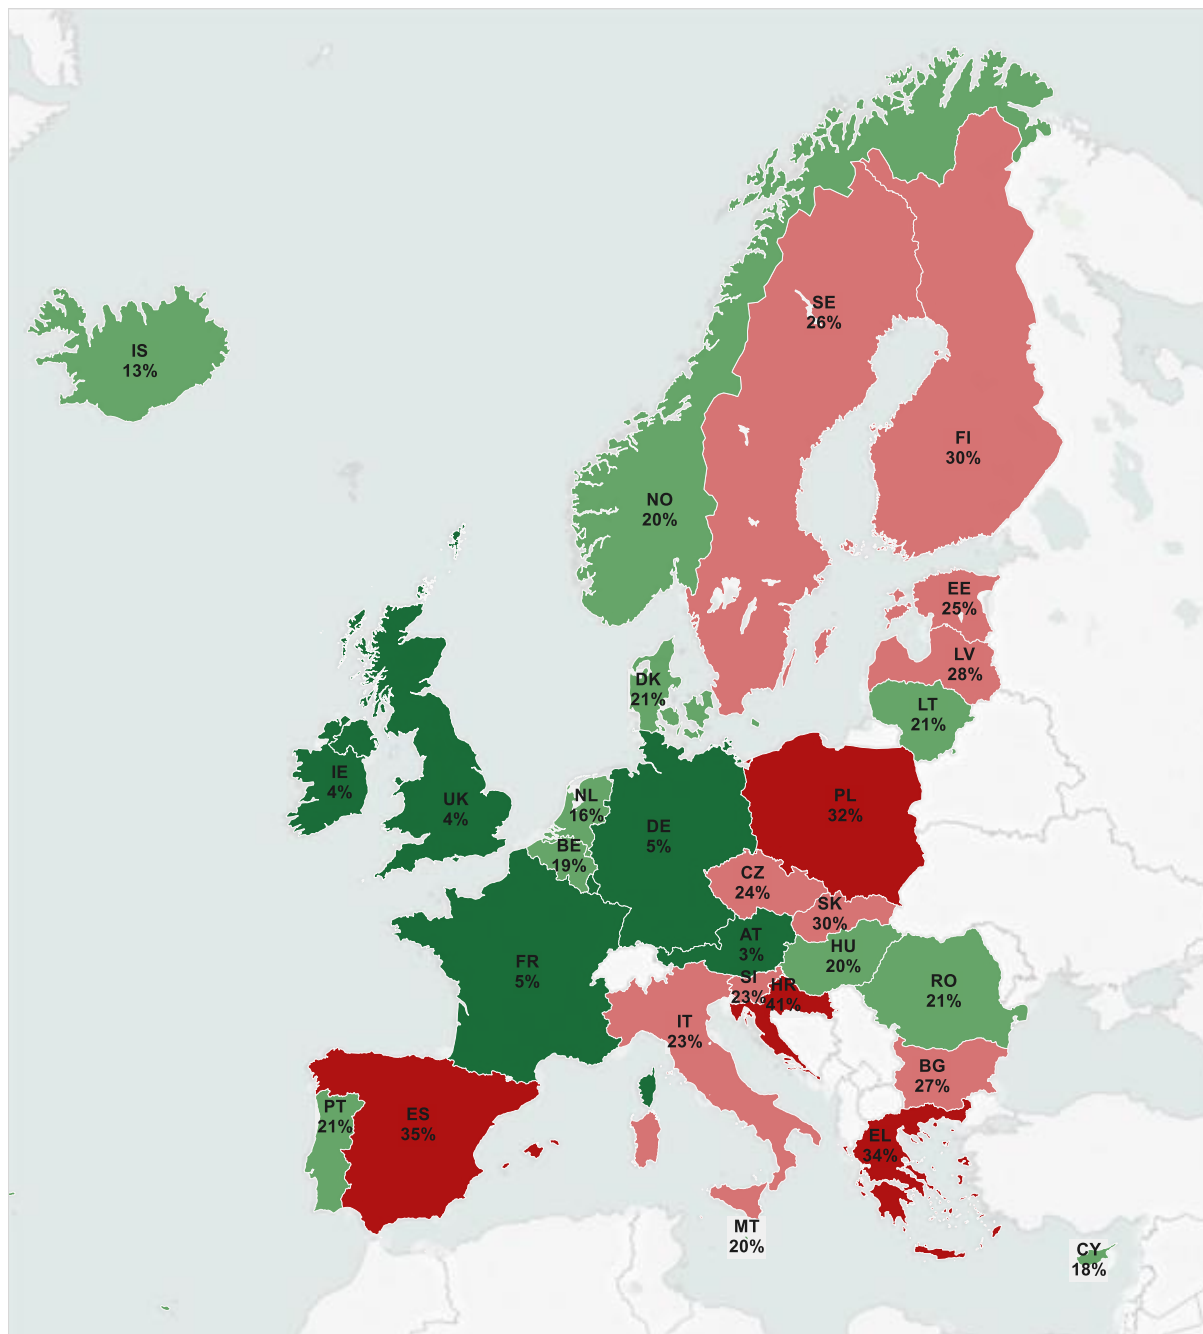 SE
26%
IS
13%
FI
30%
NO
20%
EE
25%
LV
28%
DK
21%
LT
21%
IE
4%
UK
4%
NL
16%
DE
5%
PL
32%
BE
19%
CZ
24%
SK
30%
AT
3%
HU
20%
FR
5%
SI
23%
HR
41%
RO
21%
IT
23%
BG
27%
PT
21%
ES
35%
EL
34%
MT
20%
CY
18%